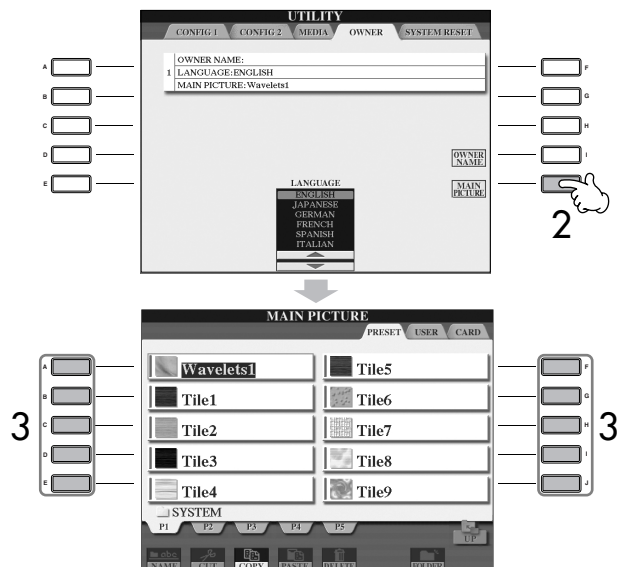 UTILITY
CONFIG 1 CONFIG 2 MEDIA OWNER SYSTEM RESET
OWNER NAME:
1 LANGUAGE:ENGLISH
MAIN PICTURE:Wavelets1
A
B
C
D
E
F
G
H
I
OWNER
NAME
MAIN
PICTURE
2
LANGUAGE
ENGLISH
JAPANESE
GERMAN
FRENCH
SPANISH
ITALIAN
MAIN PICTURE
PRESET USER CARD
A Wavelets1 Tile5 F
B Tile1 Tile6 G
3 C Tile2 Tile7 H 3
D Tile3 Tile8 I
E Tile4 Tile9 J
SYSTEM
P1 P2 P3 P4 P5
UP
abc
NAME CUT COPY PASTE DELETE FOLDER